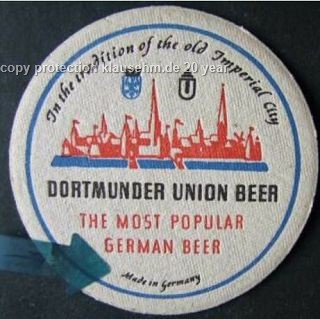 In the tradition of the old Imperial City
copy protection klausehm.de 20 year
U
DORTMUNDER UNION BEER
THE MOST POPULAR
GERMAN BEER
Made in Germany